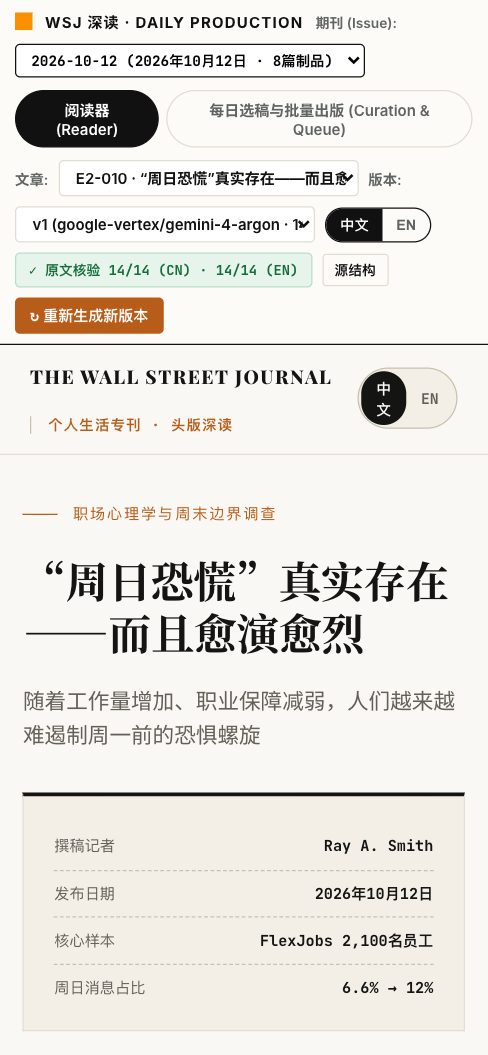 WSJ 深读 · DAILY PRODUCTION 期刊 (Issue):
2026-10-12 (2026年10月12日 · 8篇制品)
阅读器
(Reader)
每日选稿与批量出版 (Curation &
Queue)
文章: E2-010 · “周日恐慌”真实存在——而且愈 版本:
v1 (google-vertex/gemini-4-argon · 中文 EN
✓ 原文核验 14/14 (CN) · 14/14 (EN) 源结构
↻ 重新生成新版本
THE WALL STREET JOURNAL
中
文
EN
个人生活专刊 · 头版深读
职场心理学与周末边界调查
“周日恐慌”真实存在
——而且愈演愈烈
随着工作量增加、职业保障减弱，人们越来越
难遏制周一前的恐惧螺旋
撰稿记者 Ray A. Smith
发布日期 2026年10月12日
核心样本 FlexJobs 2,100名员工
周日消息占比 6.6% → 12%